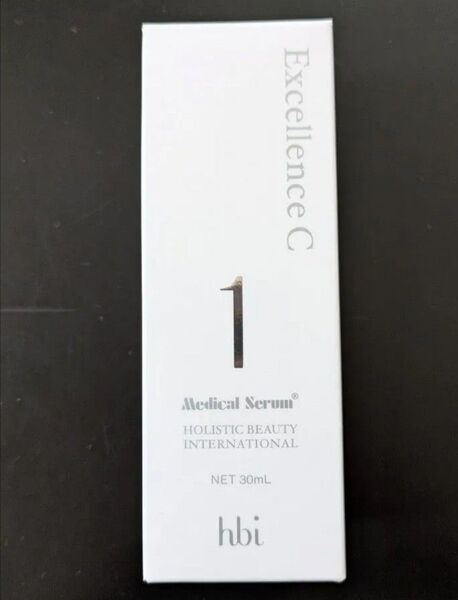 Excellence C
1
Medical Serum®
HOLISTIC BEAUTY
INTERNATIONAL
NET 30mL
hbi